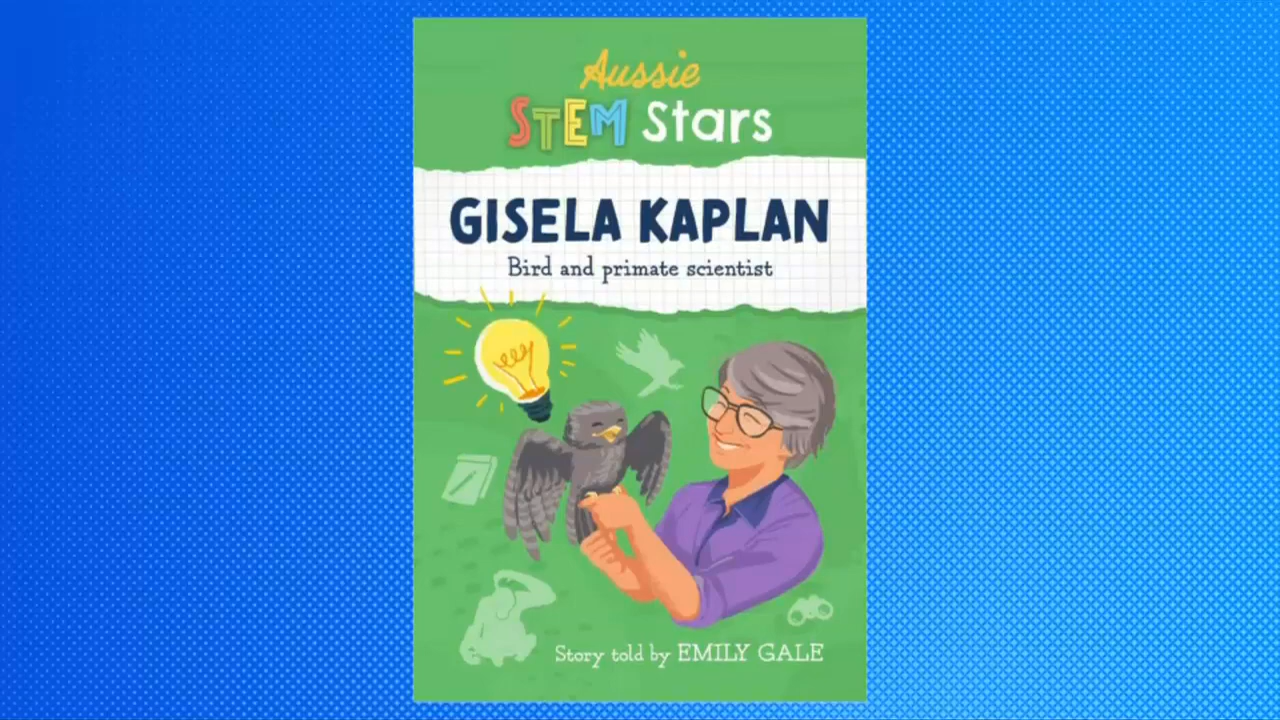 Aussie
STEM Stars
GISELA KAPLAN
Bird and primate scientist
Story told by EMILY GALE